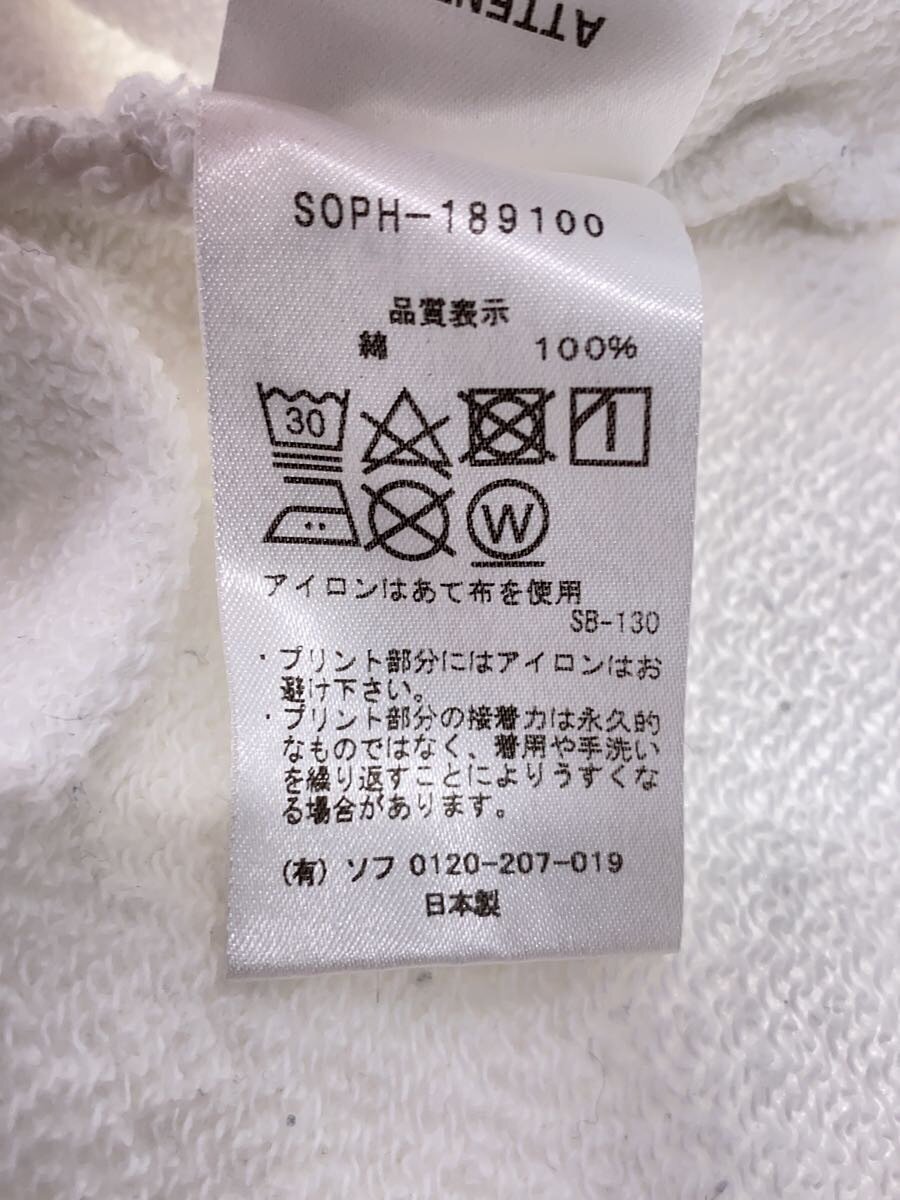 ATTEN
SOPH-189100
品質表示
綿 100%
30
W
アイロンはあて布を使用
SB-130
・プリント部分にはアイロンはお
避け下さい。
・プリント部分の接着力は永久的
なものではなく、着用や手洗い
を繰り返すことによりうすくな
る場合があります。
(有) ソフ 0120-207-019
日本製